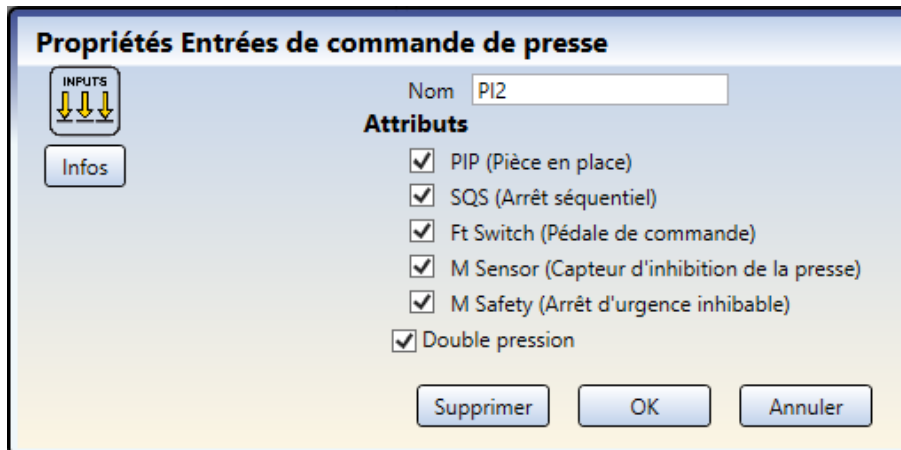 Propriétés Entrées de commande de presse
INPUTS
Nom PI2
Attributs
Infos
PIP (Pièce en place)
SQS (Arrêt séquentiel)
Ft Switch (Pédale de commande)
M Sensor (Capteur d'inhibition de la presse)
M Safety (Arrêt d'urgence inhibable)
Double pression
Supprimer OK Annuler